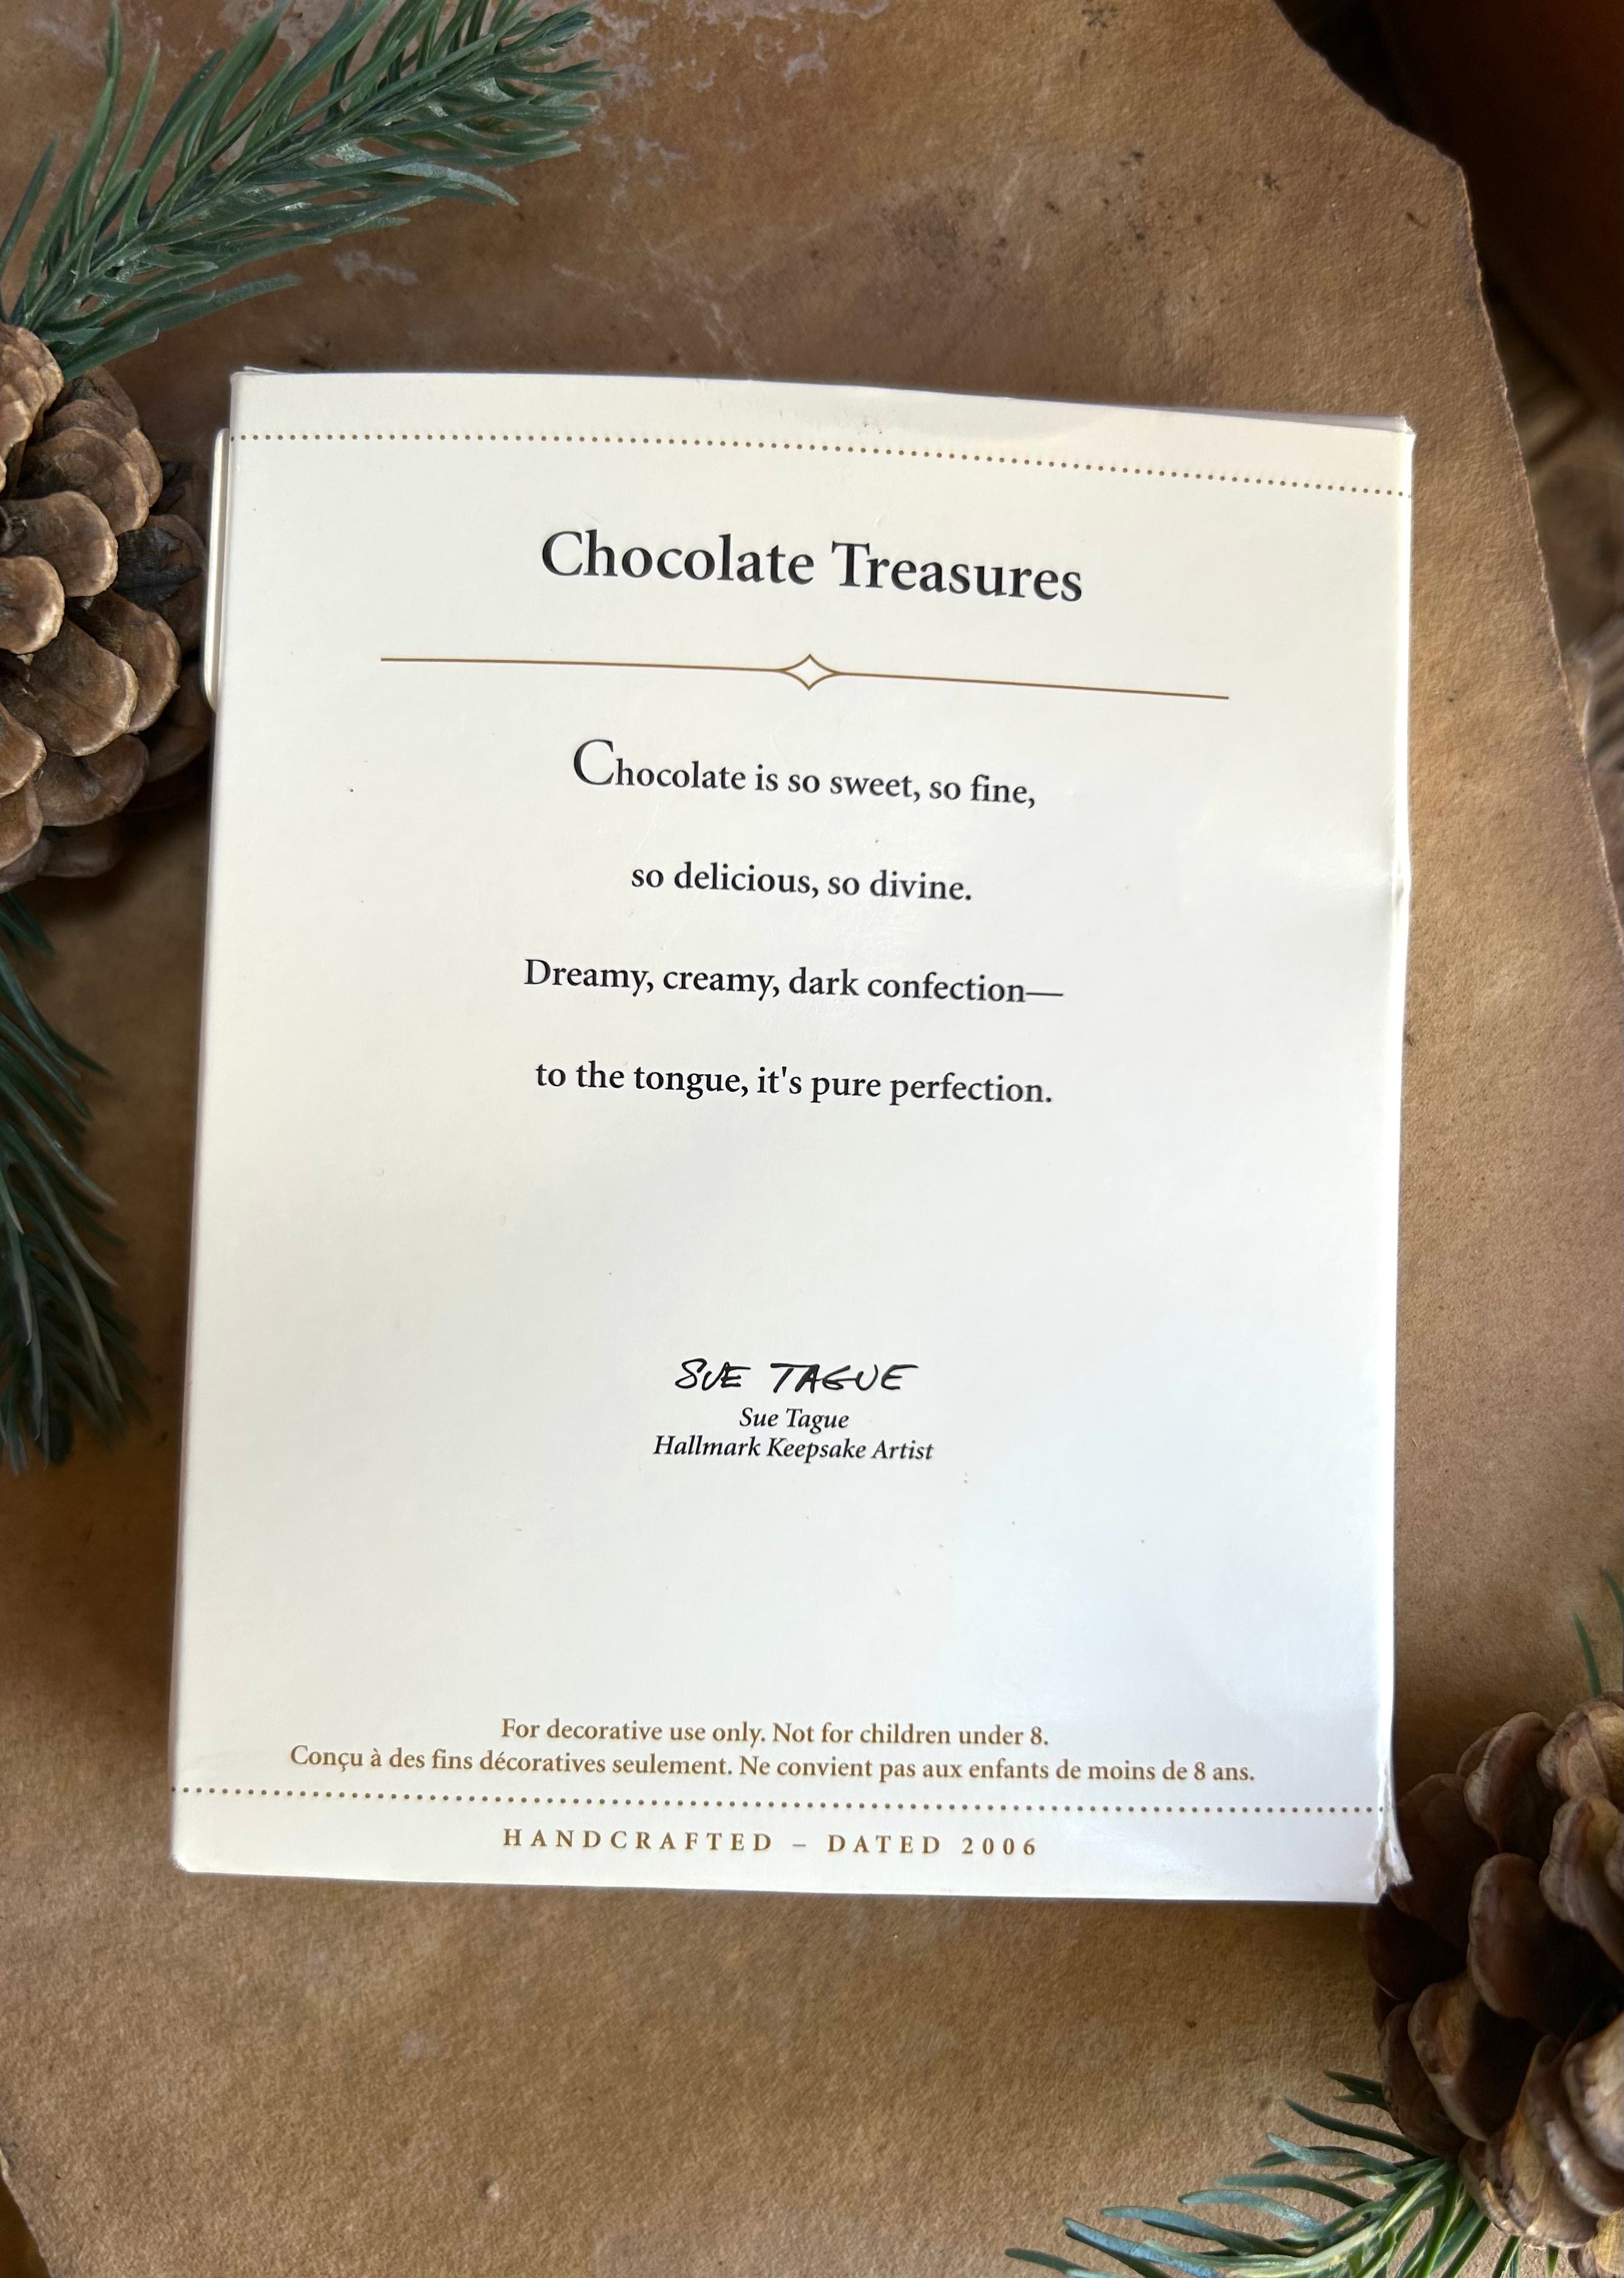 Chocolate Treasures
Chocolate is so sweet, so fine,
so delicious, so divine.
Dreamy, creamy, dark confection—
to the tongue, it's pure perfection.
SUE TAGUE
Sue Tague
Hallmark Keepsake Artist
For decorative use only. Not for children under 8.
Conçu à des fins décoratives seulement. Ne convient pas aux enfants de moins de 8 ans.
HANDCRAFTED – DATED 2006